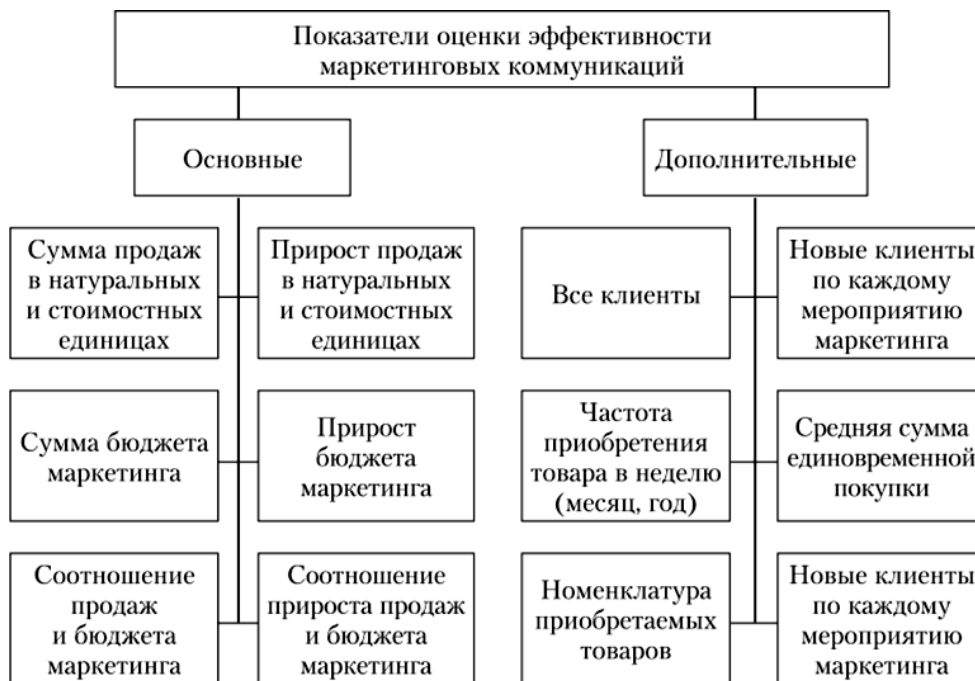 Показатели оценки эффективности
маркетинговых коммуникаций
Основные
Дополнительные
Сумма продаж
в натуральных
и стоимостных
единицах
Прирост продаж
в натуральных
и стоимостных
единицах
Все клиенты
Новые клиенты
по каждому
мероприятию
маркетинга
Сумма бюджета
маркетинга
Прирост
бюджета
маркетинга
Частота
приобретения
товара в неделю
(месяц, год)
Средняя сумма
единовременной
покупки
Соотношение
продаж
и бюджета
маркетинга
Соотношение
прироста продаж
и бюджета
маркетинга
Номенклатура
приобретаемых
товаров
Новые клиенты
по каждому
мероприятию
маркетинга